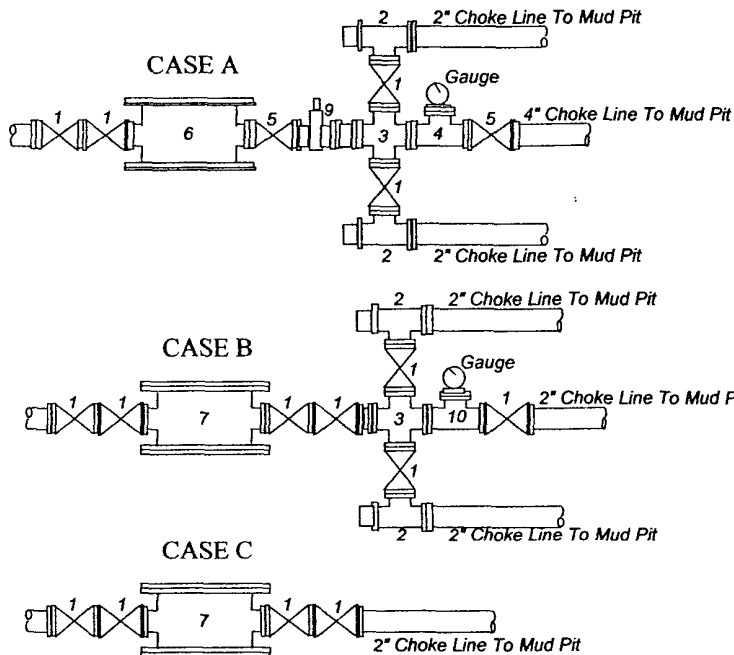 2 2" Choke Line To Mud Pit
CASE A
1
Gauge
1 1 6 5 9 3 4 5 4" Choke Line To Mud Pit
1
2 2" Choke Line To Mud Pit
2 2" Choke Line To Mud Pit
CASE B
1
Gauge
1 1 7 1 1 3 10 1 2" Choke Line To Mud P
1
2 2" Choke Line To Mud Pit
CASE C
1 1 7 1 1
2" Choke Line To Mud Pit